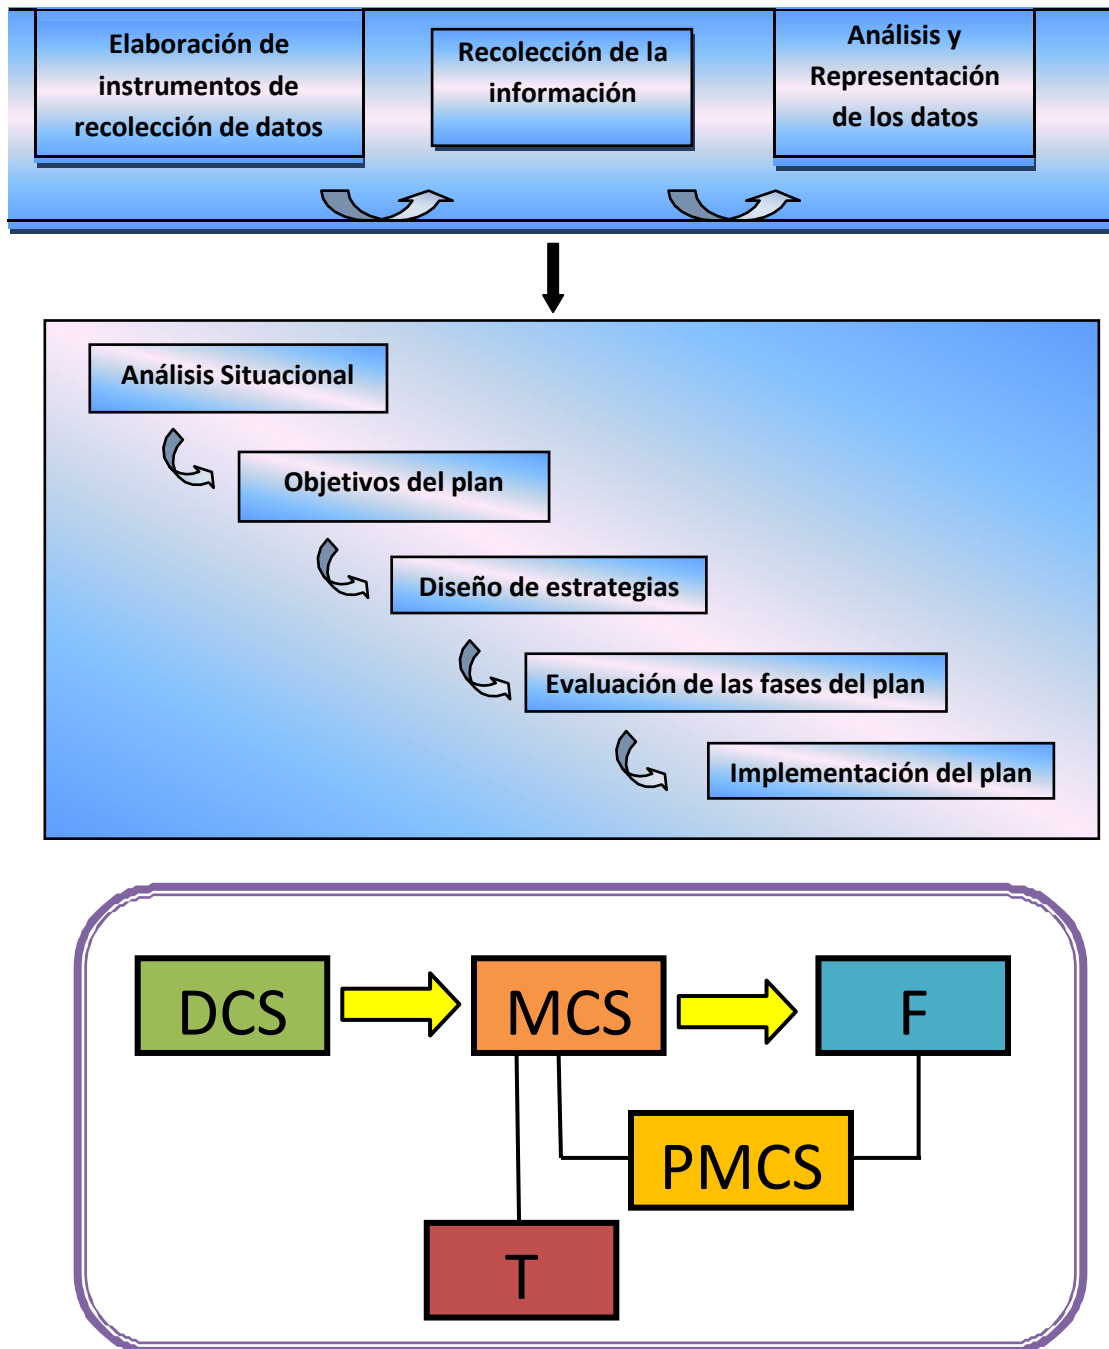 Elaboración de
instrumentos de
recolección de datos
Recolección de la
información
Análisis y
Representación
de los datos
Análisis Situacional
Objetivos del plan
Diseño de estrategias
Evaluación de las fases del plan
Implementación del plan
DCS
MCS
F
PMCS
T